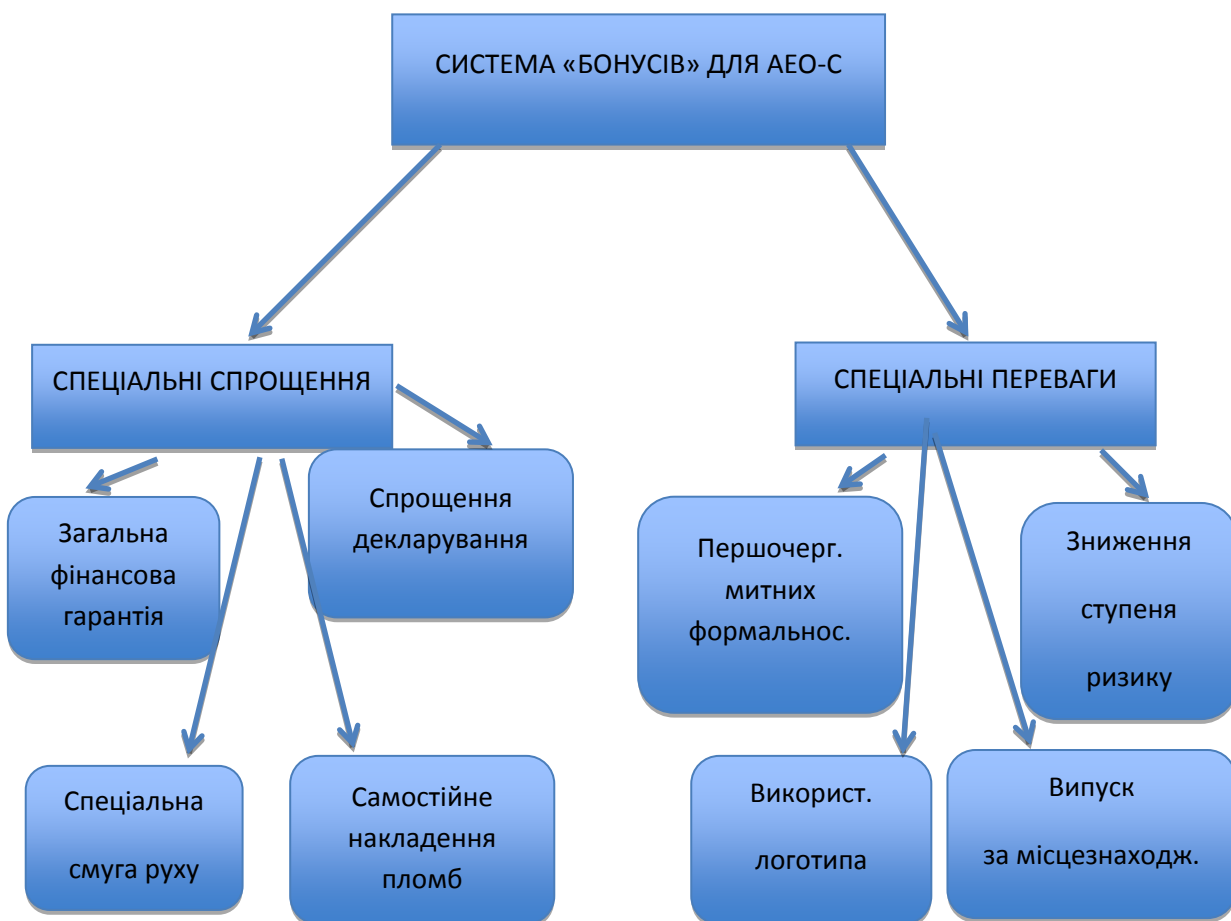 СИСТЕМА «БОНУСІВ» ДЛЯ АЕО-С
СПЕЦІАЛЬНІ СПРОЩЕННЯ
СПЕЦІАЛЬНІ ПЕРЕВАГИ
Загальна
фінансова
гарантія
Спрощення
декларування
Першочерг.
митних
формальнос.
Зниження
ступеня
ризику
Спеціальна
смуга руху
Самостійне
накладення
пломб
Використ.
логотипа
Випуск
за місцезнаходж.